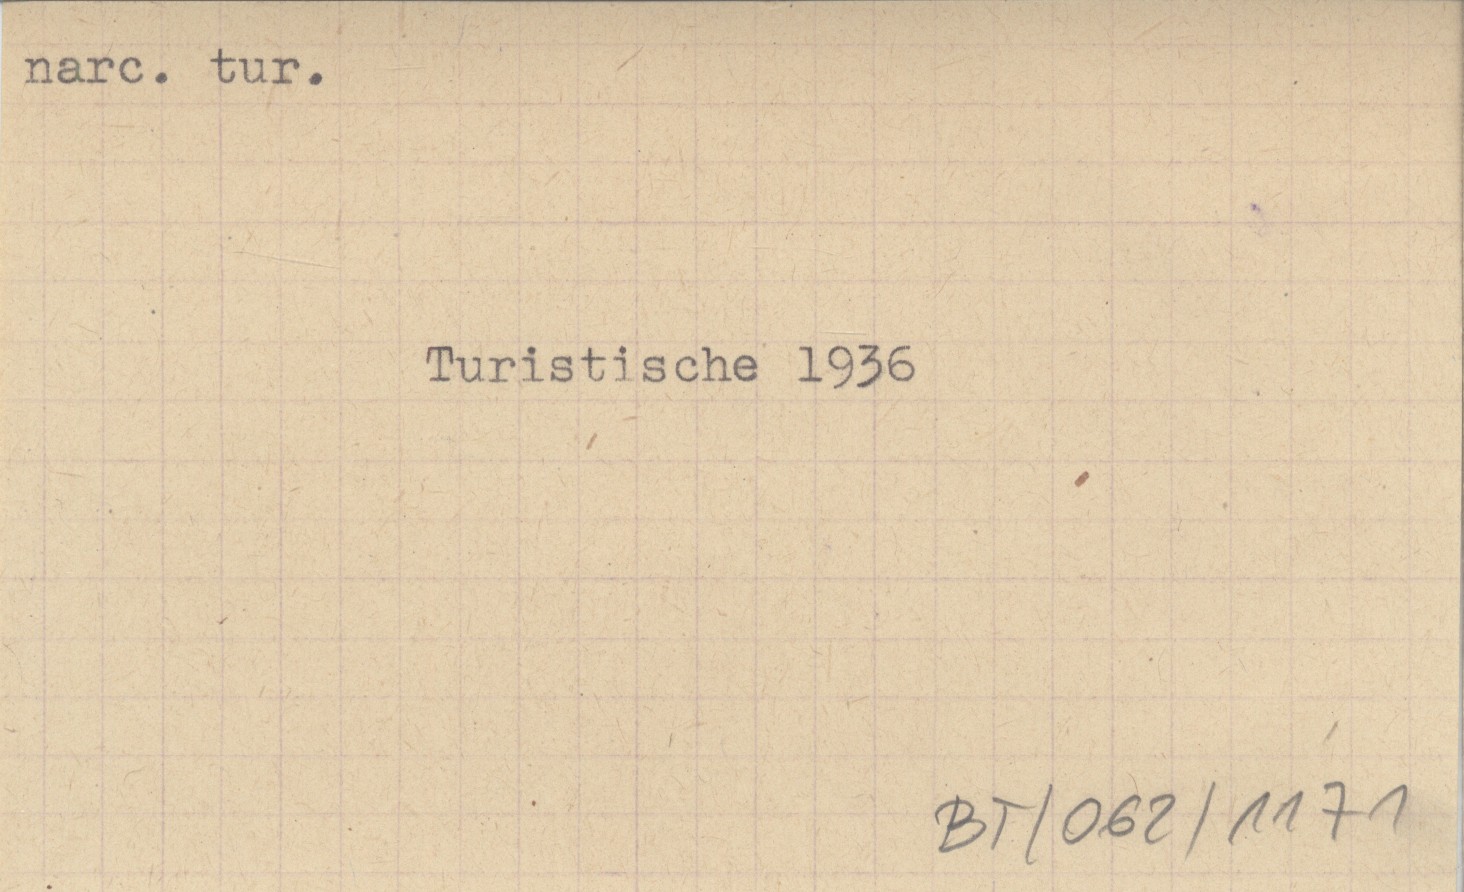 narc. tur.
Turistische 1936
BT/062/1171